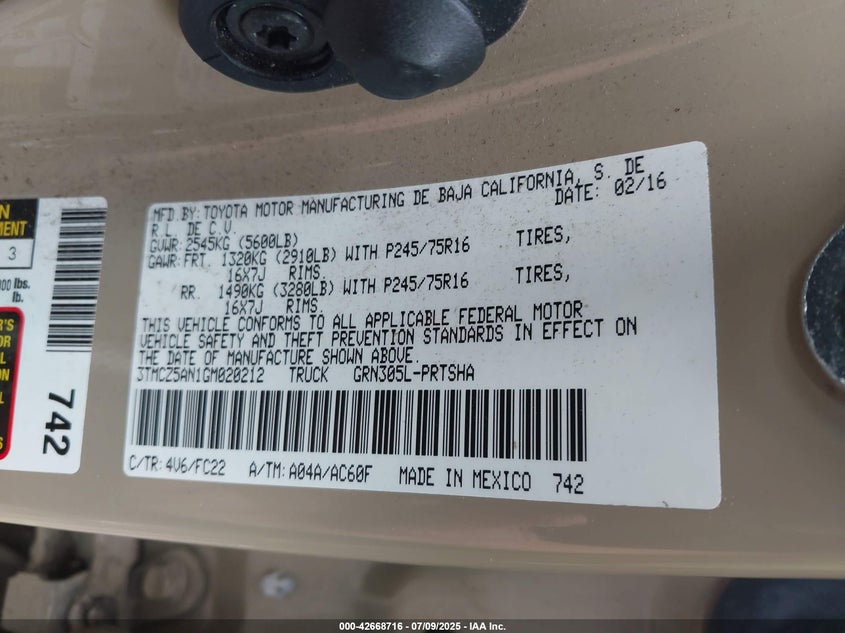 MFD.BY:TOYOTA MOTOR MANUFACTURING DE BAJA CALIFORNIA, S. DE
R.L. DE C.V. DATE: 02/16
GVWR:2545KG (5600LB)
GAWR:FRT. 1320KG (2910LB) WITH P245/75R16 TIRES,
16X7J RIMS.
RR. 1490KG (3280LB) WITH P245/75R16 TIRES,
16X7J RIMS.
THIS VEHICLE CONFORMS TO ALL APPLICABLE FEDERAL MOTOR
VEHICLE SAFETY AND THEFT PREVENTION STANDARDS IN EFFECT ON
THE DATE OF MANUFACTURE SHOWN ABOVE.
3TMCZ5AN1GM020212 TRUCK GRN305L-PRTSHA
C/TR:4V6/FC22 A/TM:A04A/AC60F MADE IN MEXICO 742
3
lbs.
lb.
742
000-42668716 | 07/09/2025 - IAA Inc.